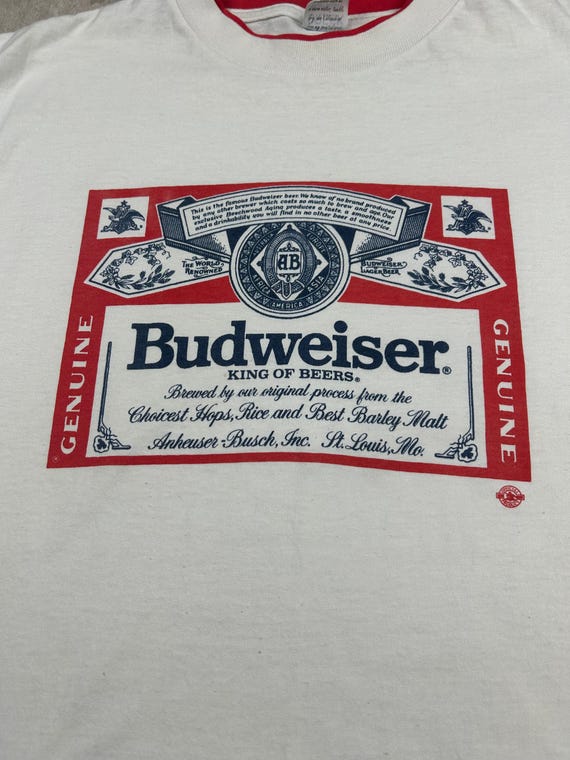 This is the famous Budweiser beer. We know of no brand produced
by any other brewer which costs so much to brew and age. Our
exclusive Beechwood Aging produces a taste, a smoothness
and a drinkability you will find in no other beer at any price.
THE WORLD
RENOWNED
BUDWEISER
LAGER BEER
AB
AMERICA
ASIA
GENUINE
Budweiser®
KING OF BEERS®
Brewed by our original process from the
Choicest Hops, Rice and Best Barley Malt
Anheuser-Busch, Inc. St. Louis, Mo.
GENUINE
®